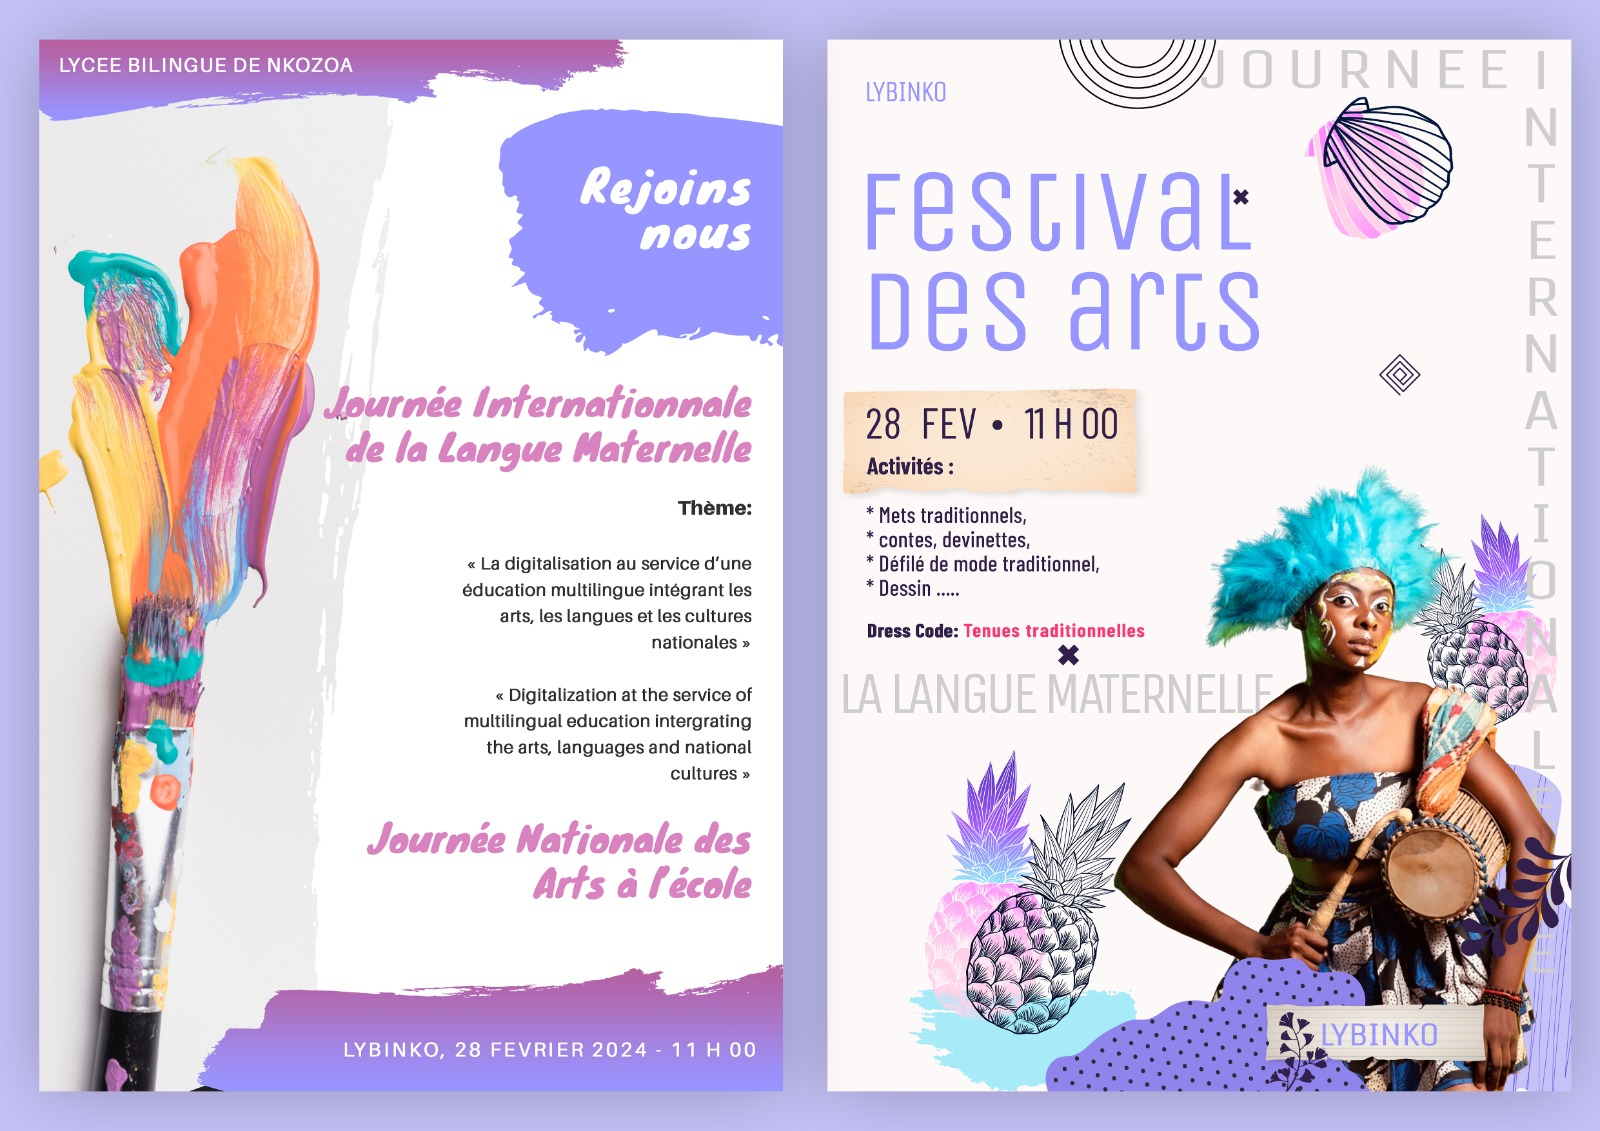 LYCEE BILINGUE DE NKOZOA
Rejoins
nous
Journée Internationnale
de la Langue Maternelle
Thème:
« La digitalisation au service d'une
éducation multilingue intégrant les
arts, les langues et les cultures
nationales »
« Digitalization at the service of
multilingual education intergrating
the arts, languages and national
cultures »
Journée Nationale des
Arts à l'école
LYBINKO, 28 FEVRIER 2024 - 11 H 00
JOURNEE
INTERNATIONALE
LYBINKO
Festival
des arts
28 FEV • 11 H 00
Activités :
* Mets traditionnels,
* contes, devinettes,
* Défilé de mode traditionnel,
* Dessin .....
Dress Code: Tenues traditionnelles
LA LANGUE MATERNELLE
LYBINKO